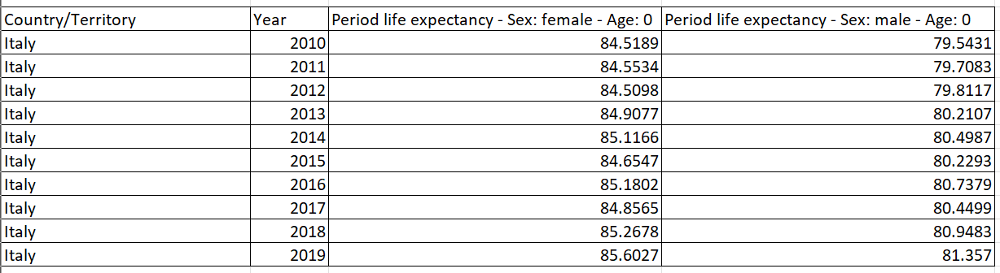 Country/Territory Year Period life expectancy - Sex: female - Age: 0 Period life expectancy - Sex: male - Age: 0
Italy 2010 84.5189 79.5431
Italy 2011 84.5534 79.7083
Italy 2012 84.5098 79.8117
Italy 2013 84.9077 80.2107
Italy 2014 85.1166 80.4987
Italy 2015 84.6547 80.2293
Italy 2016 85.1802 80.7379
Italy 2017 84.8565 80.4499
Italy 2018 85.2678 80.9483
Italy 2019 85.6027 81.357